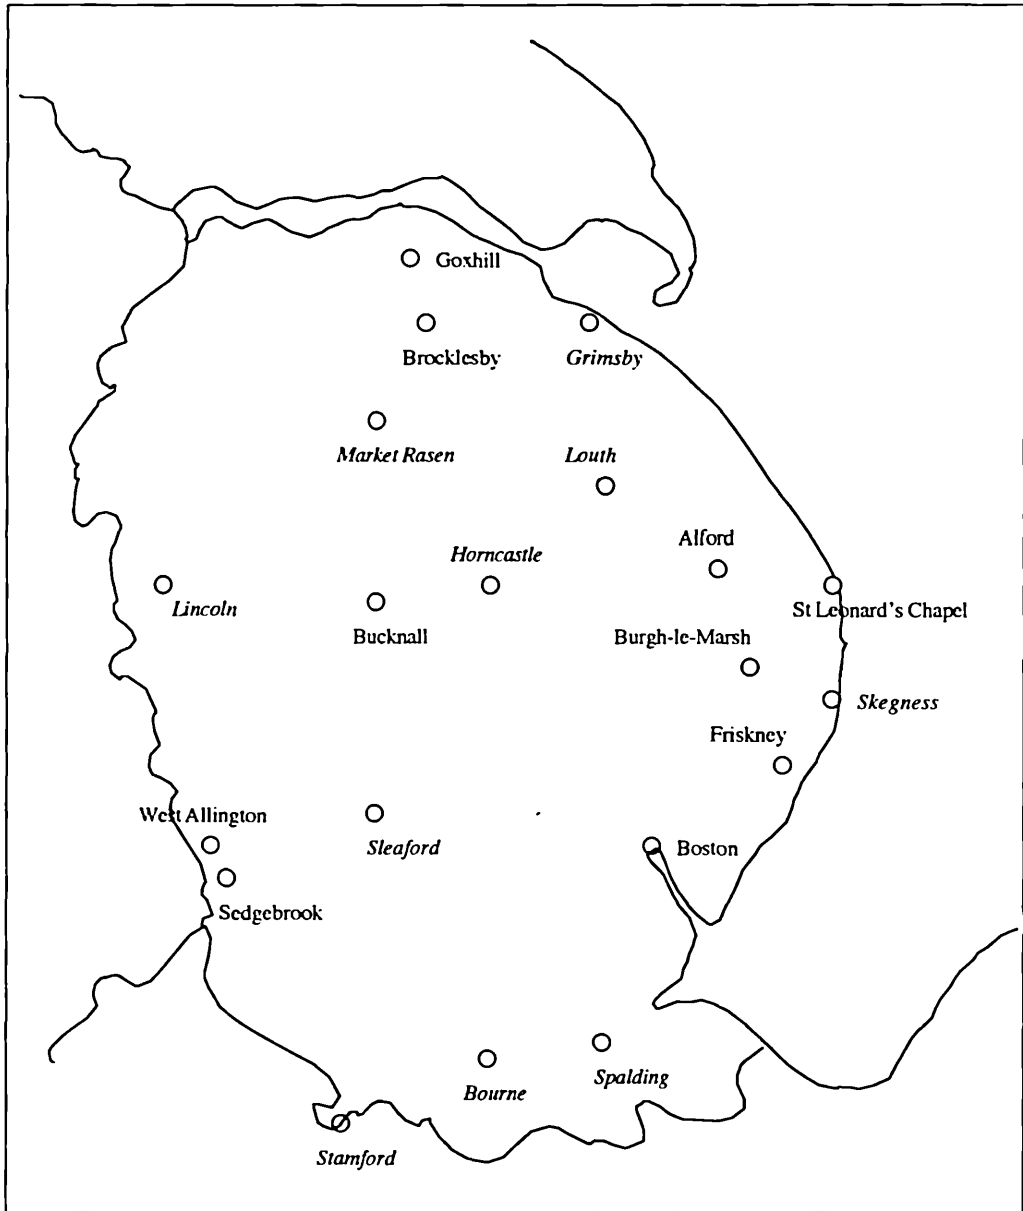 Goxhill
Brocklesby
Grimsby
Market Rasen
Louth
Alford
Horncastle
Lincoln
St Leonard's Chapel
Bucknall
Burgh-le-Marsh
Skegness
Friskney
West Allington
Sleaford
Boston
Sedgebrook
Spalding
Bourne
Stamford